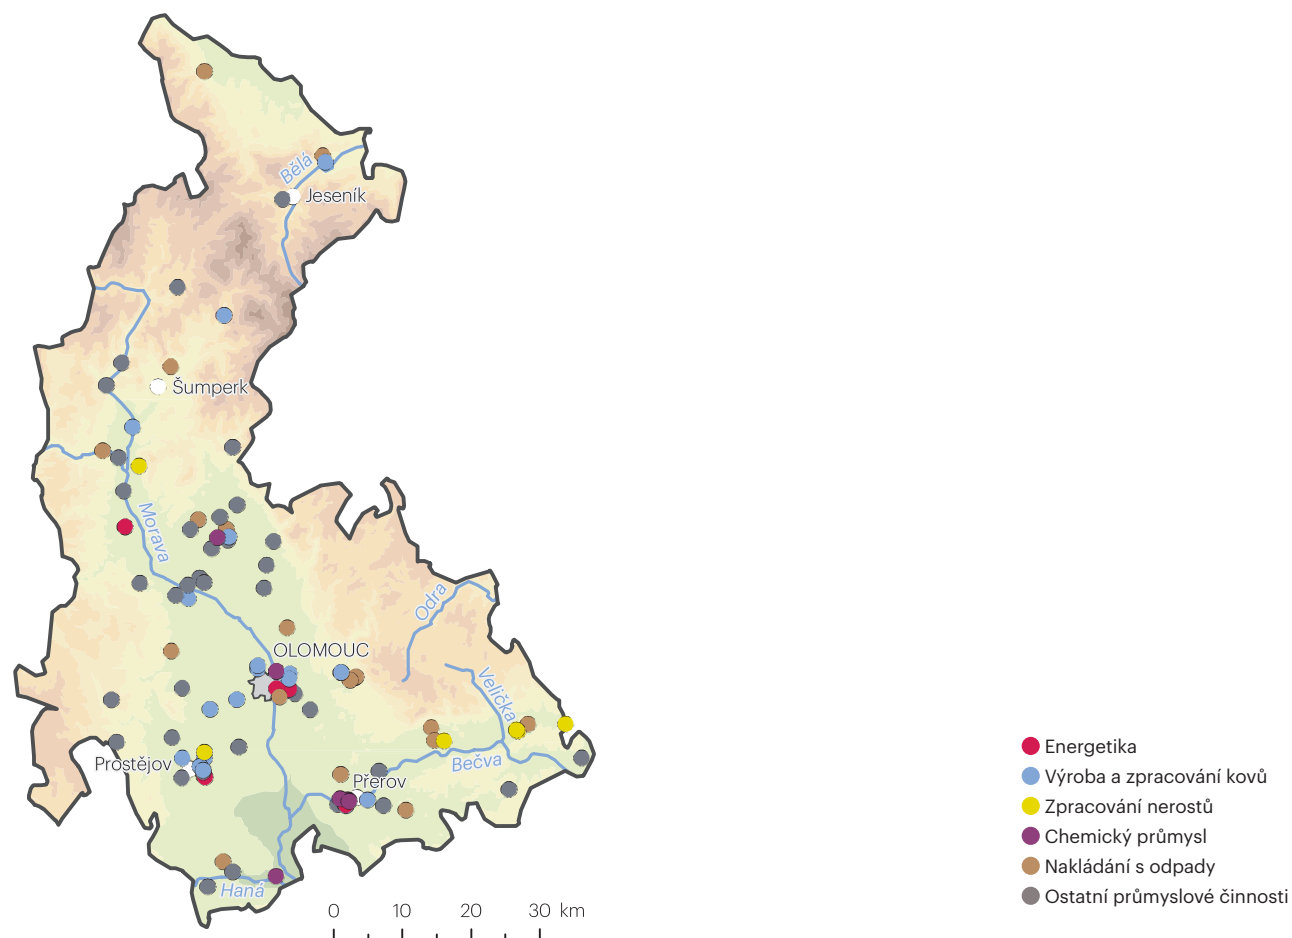 Bělá
Jeseník
Šumperk
Morava
Odra
OLOMOUC
Velička
Prostějov
Bečva
Přerov
Haná
0 10 20 30 km
Energetika
Výroba a zpracování kovů
Zpracování nerostů
Chemický průmysl
Nakládání s odpady
Ostatní průmyslové činnosti